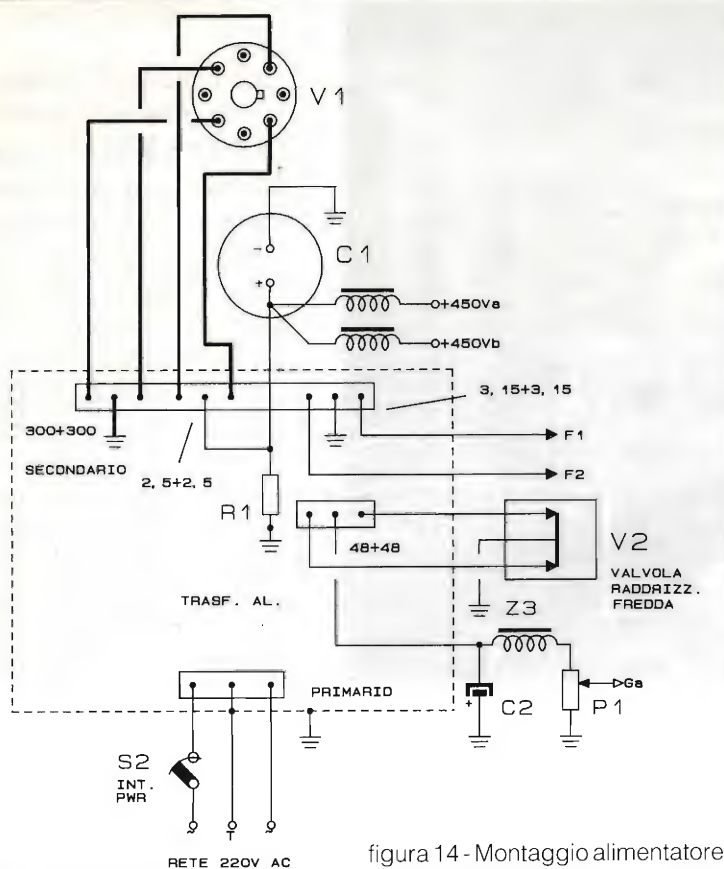 V1
C1
-
+
+450Va
+450Vb
3, 15+3, 15
300+300
F1
SECONDARIO
2, 5+2, 5
F2
R1
48+48
V2
VALVOLA
RADDRIZZ.
FREDDA
TRASF. AL.
Z3
PRIMARIO
Ga
+
C2
P1
S2
INT.
PWR
~ T ~
RETE 220V AC
figura 14 - Montaggio alimentatore